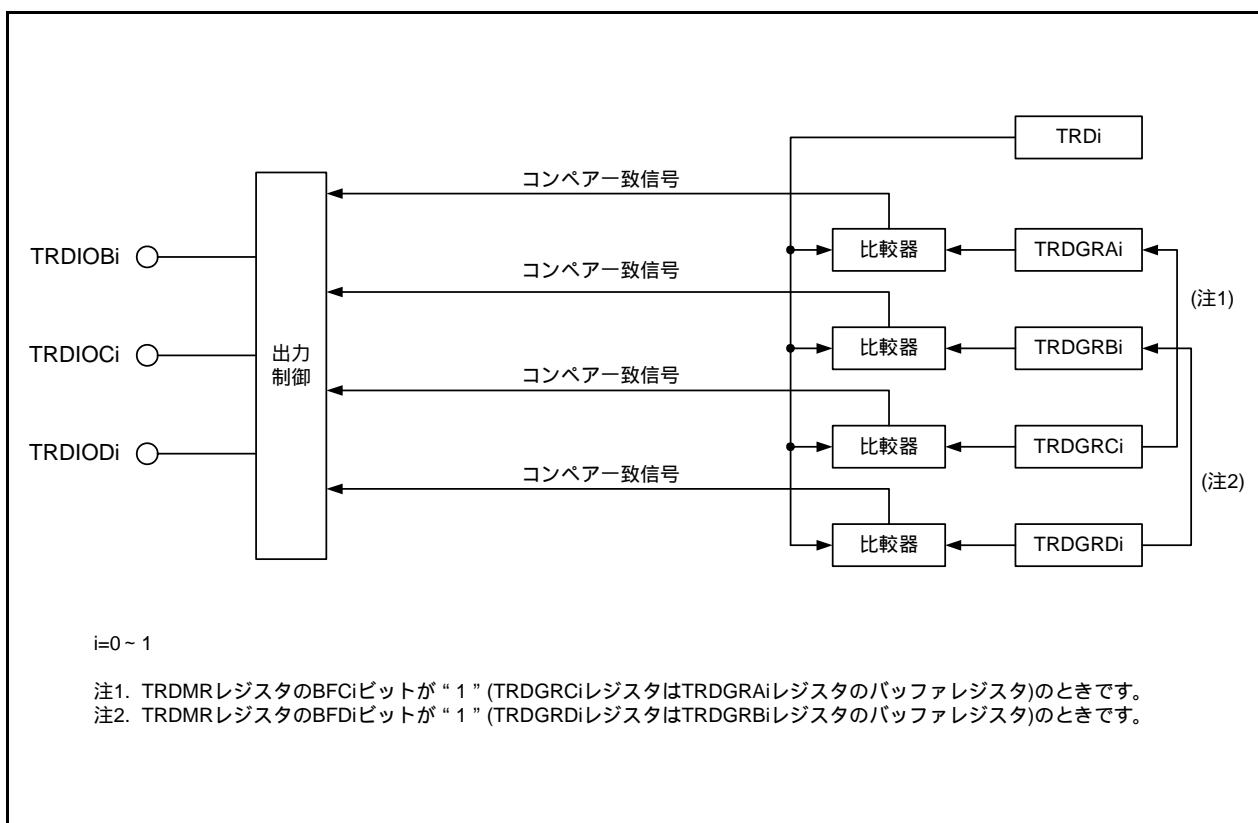 TRDi
コンペア一致信号
比較器
TRDGRAi
TRDIOBi
(注1)
コンペア一致信号
比較器
TRDGRBi
TRDIOCi
出力
制御
コンペア一致信号
比較器
TRDGRCi
TRDIODi
(注2)
コンペア一致信号
比較器
TRDGRDi
i=0～1
注1. TRDMRレジスタのBFCiビットが“1”(TRDGRCiレジスタはTRDGRAiレジスタのバッファレジスタ)のときです。
注2. TRDMRレジスタのBFDiビットが“1”(TRDGRDiレジスタはTRDGRBiレジスタのバッファレジスタ)のときです。